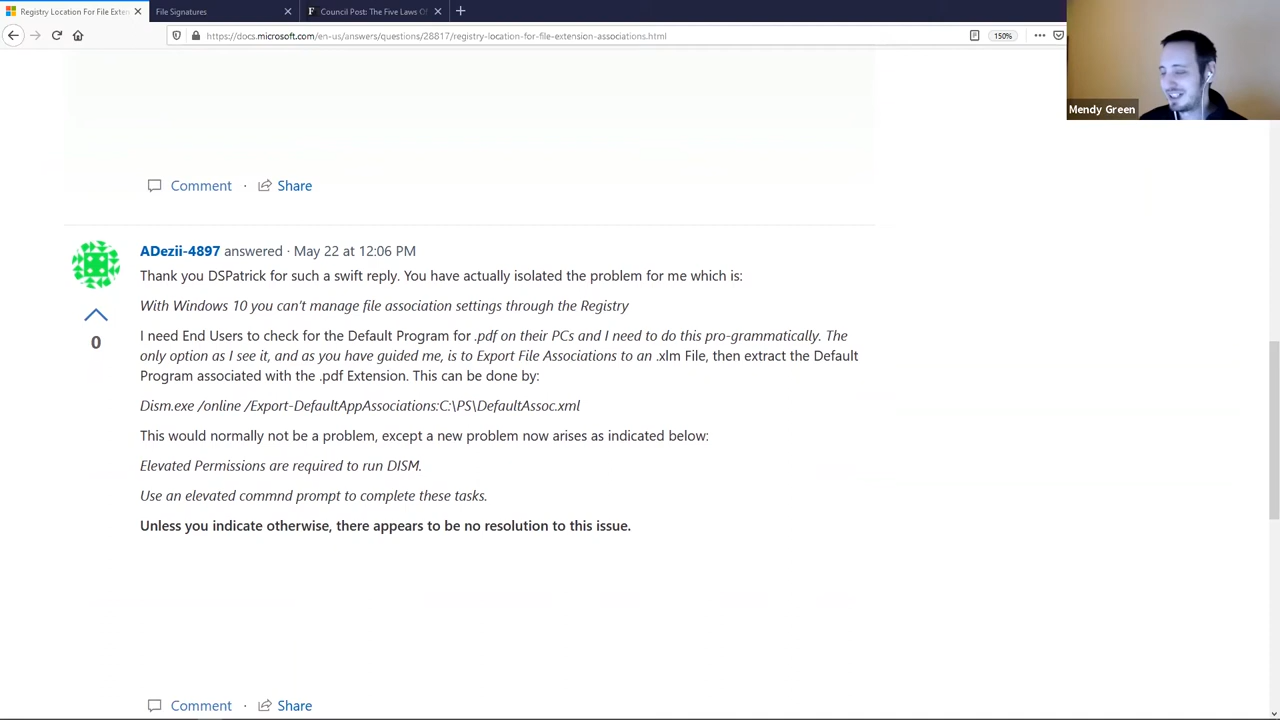 Registry Location For File Exten
File Signatures
Council Post: The Five Laws Of
https://docs.microsoft.com/en-us/answers/questions/28817/registry-location-for-file-extension-associations.html
150%
Mendy Green
Comment · Share
ADezii-4897 answered · May 22 at 12:06 PM
Thank you DSPatrick for such a swift reply. You have actually isolated the problem for me which is:
With Windows 10 you can't manage file association settings through the Registry
0
I need End Users to check for the Default Program for .pdf on their PCs and I need to do this pro-grammatically. The
only option as I see it, and as you have guided me, is to Export File Associations to an .xlm File, then extract the Default
Program associated with the .pdf Extension. This can be done by:
Dism.exe /online /Export-DefaultAppAssociations:C:\PS\DefaultAssoc.xml
This would normally not be a problem, except a new problem now arises as indicated below:
Elevated Permissions are required to run DISM.
Use an elevated commnd prompt to complete these tasks.
Unless you indicate otherwise, there appears to be no resolution to this issue.
Comment · Share